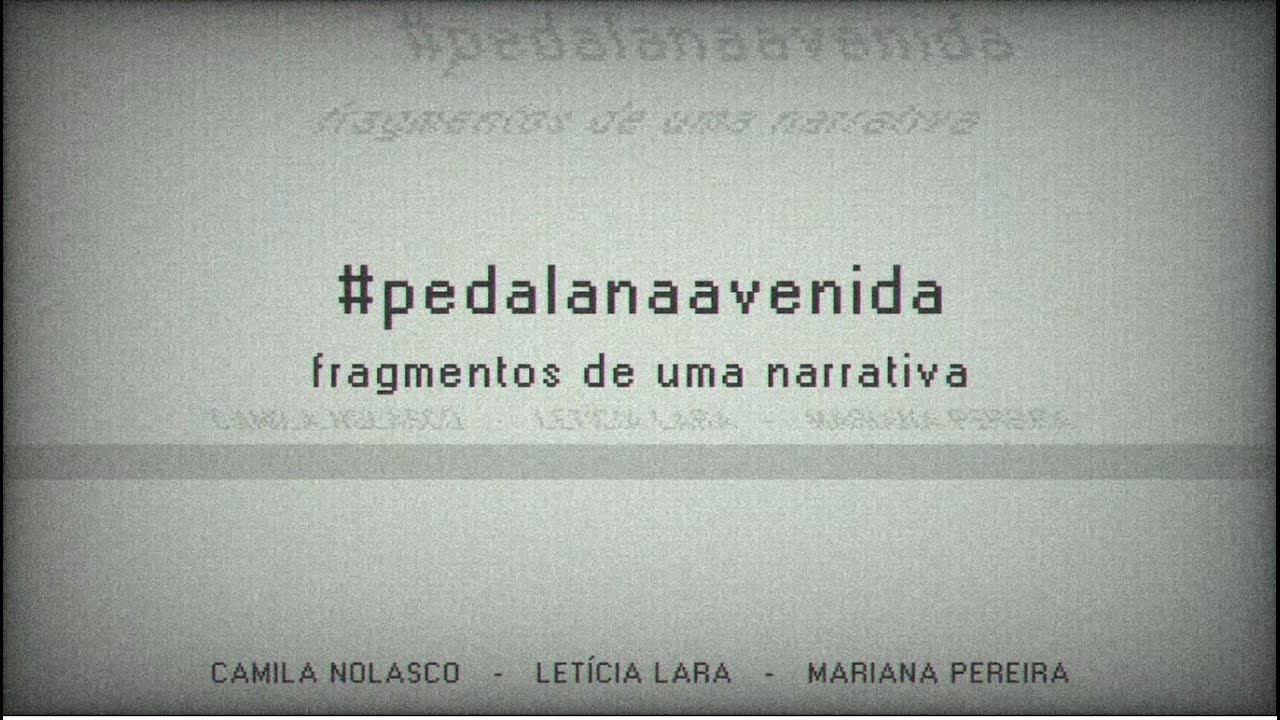 #pedalanaavenida
fragmentos de uma narrativa
#pedalanaavenida
fragmentos de uma narrativa
CAMILA NOLASCO - LETÍCIA LARA - MARIANA PEREIRA
CAMILA NOLASCO - LETÍCIA LARA - MARIANA PEREIRA